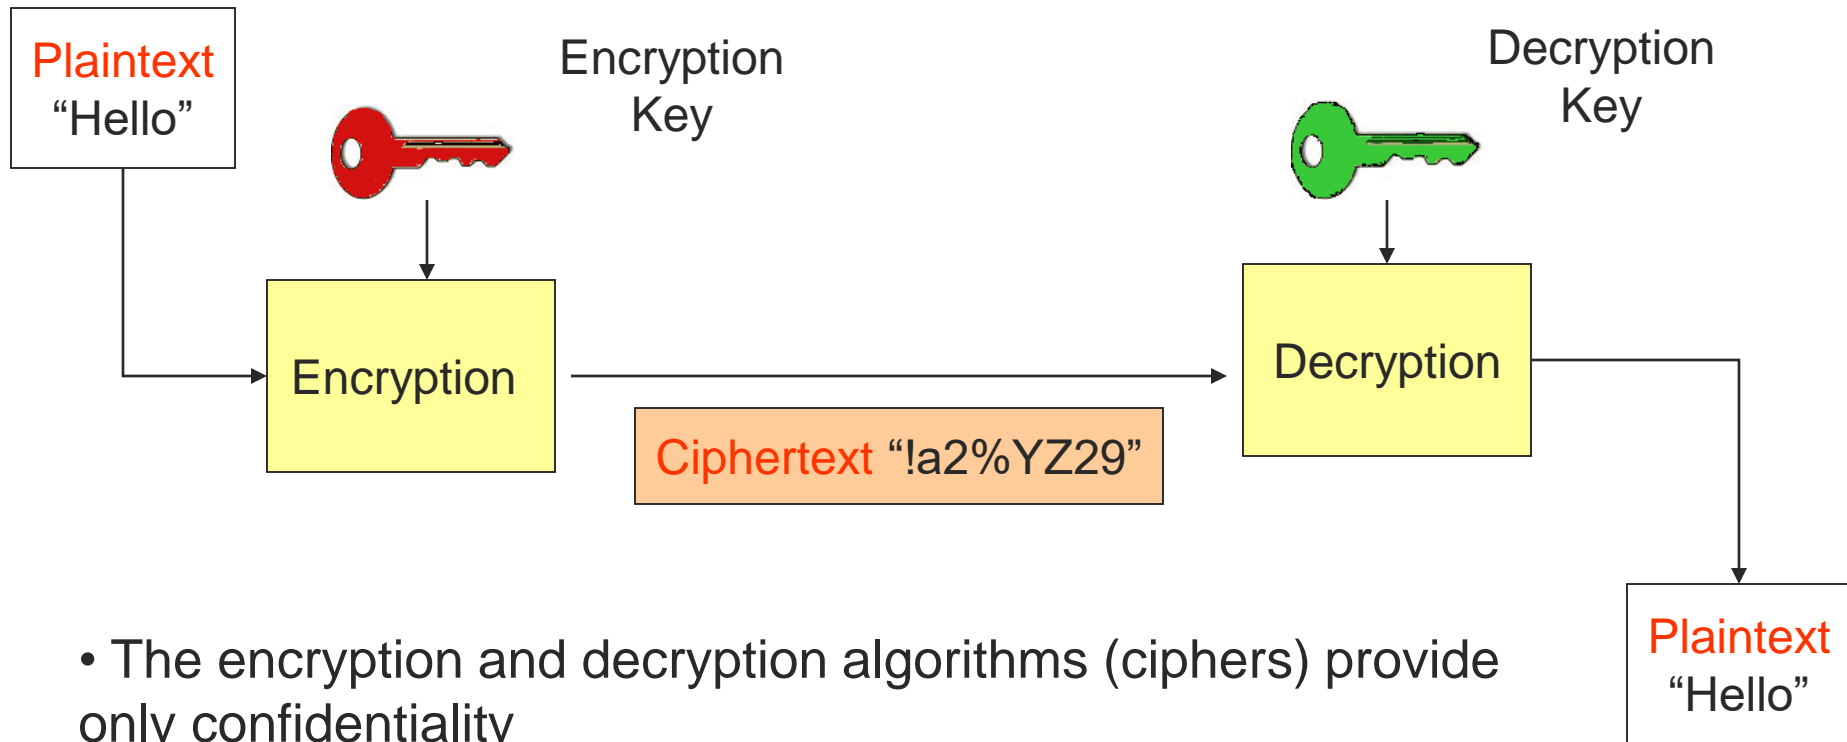 Plaintext
“Hello”
Encryption
Key
Decryption
Key
Encryption
Decryption
Ciphertext “!a2%YZ29”
• The encryption and decryption algorithms (ciphers) provide
only confidentiality
Plaintext
“Hello”